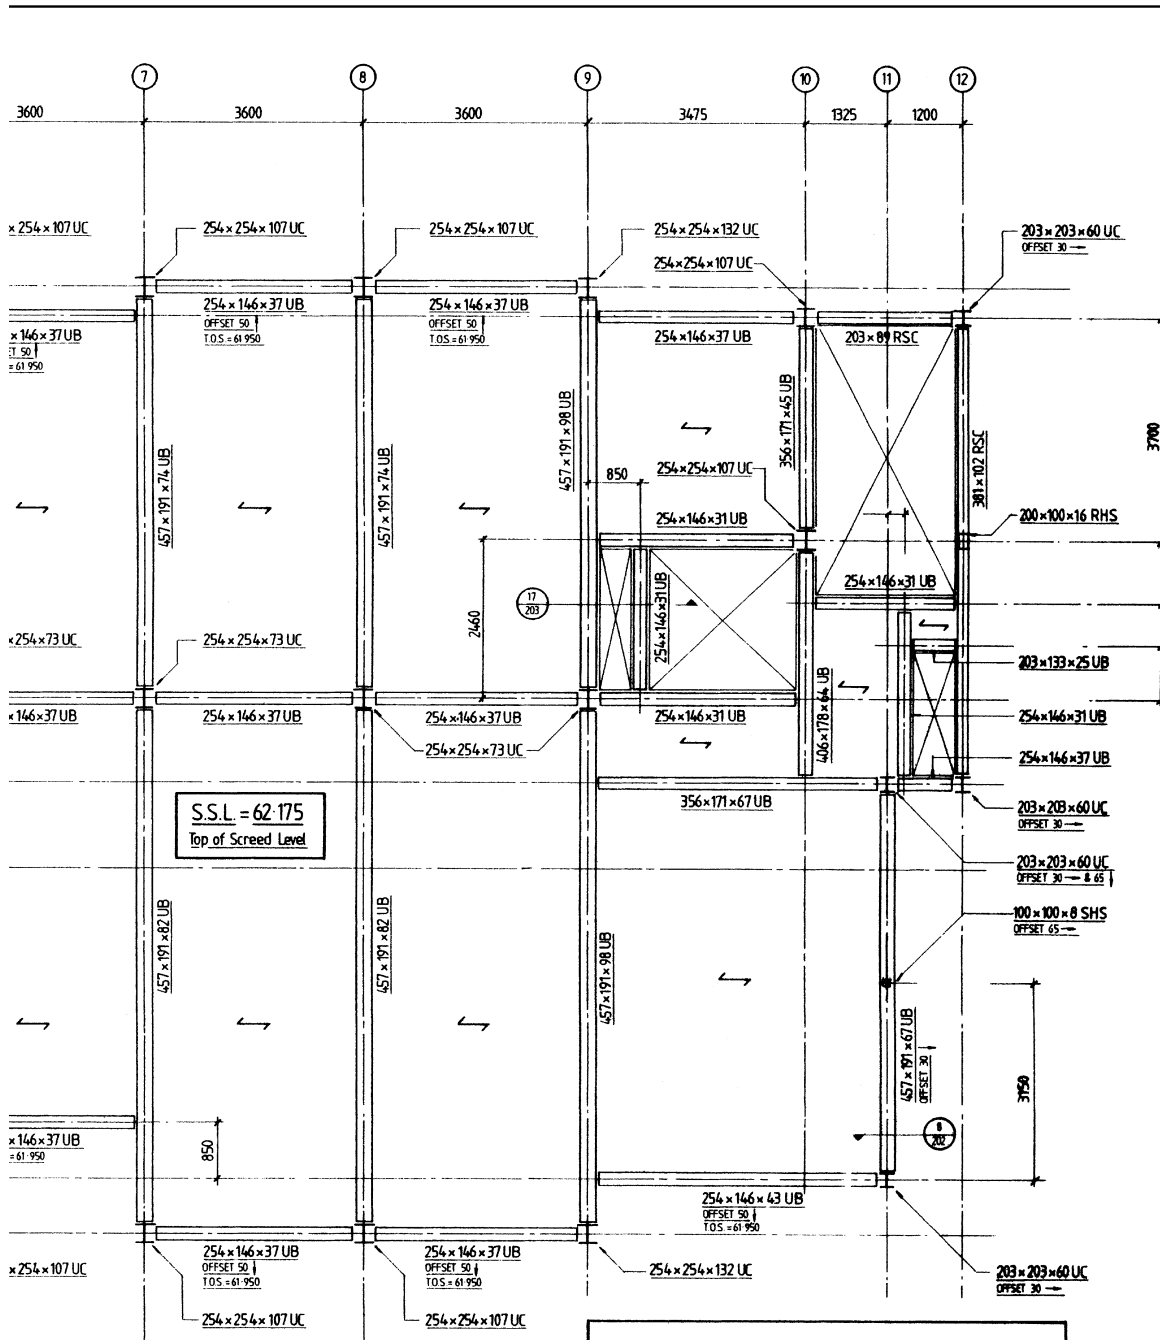 7 8 9 10 11 12
3600 3600 3600 3475 1325 1200
× 254 × 107 UC
254 × 254 × 107 UC
254 × 254 × 107 UC
254 × 254 × 132 UC
203 × 203 × 60 UC
OFFSET 30
254 × 254 × 107 UC
254 × 146 × 37 UB
OFFSET 50
T.O.S. = 61·950
254 × 146 × 37 UB
OFFSET 50
T.O.S. = 61·950
× 146 × 37 UB
50
= 61·950
254 × 146 × 37 UB
203 × 89 RSC
457 × 191 × 74 UB
457 × 191 × 74 UB
457 × 191 × 98 UB
356 × 171 × 45 UB
381 × 102 RSC
3700
850
254 × 254 × 107 UC
254 × 146 × 31 UB
200 × 100 × 16 RHS
17
203
2460
254 × 146 × 31 UB
254 × 146 × 31 UB
× 254 × 73 UC
254 × 254 × 73 UC
203 × 133 × 25 UB
406 × 178 × 64 UB
× 146 × 37 UB
254 × 146 × 37 UB
254 × 146 × 37 UB
254 × 146 × 31 UB
254 × 146 × 31 UB
254 × 254 × 73 UC
254 × 146 × 37 UB
356 × 171 × 67 UB
S.S.L. = 62·175
Top of Screed Level
203 × 203 × 60 UC
OFFSET 30
203 × 203 × 60 UC
OFFSET 30 & 65
100 × 100 × 8 SHS
OFFSET 65
457 × 191 × 82 UB
457 × 191 × 82 UB
457 × 191 × 98 UB
457 × 191 × 67 UB
OFFSET 30
202
× 146 × 37 UB
= 61·950
850
254 × 146 × 43 UB
OFFSET 50
T.O.S. = 61·950
254 × 146 × 37 UB
OFFSET 50
T.O.S. = 61·950
254 × 146 × 37 UB
OFFSET 50
T.O.S. = 61·950
× 254 × 107 UC
254 × 254 × 132 UC
203 × 203 × 60 UC
OFFSET 30
254 × 254 × 107 UC
254 × 254 × 107 UC